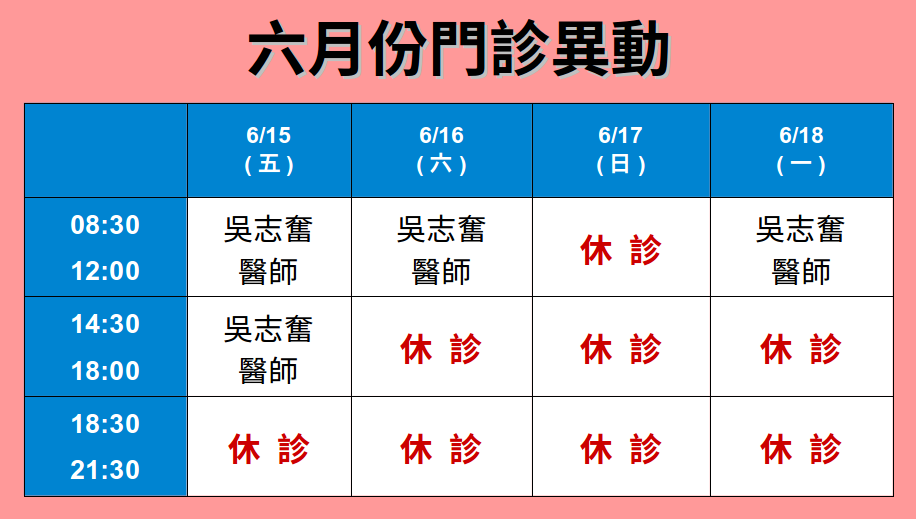 六月份門診異動
6/15 6/16 6/17 6/18
(五) (六) (日) (一)
08:30 吳志奮 吳志奮 休 診 吳志奮
12:00 醫師 醫師 醫師
14:30 吳志奮 休 診 休 診 休 診
18:00 醫師
18:30 休 診 休 診 休 診 休 診
21:30